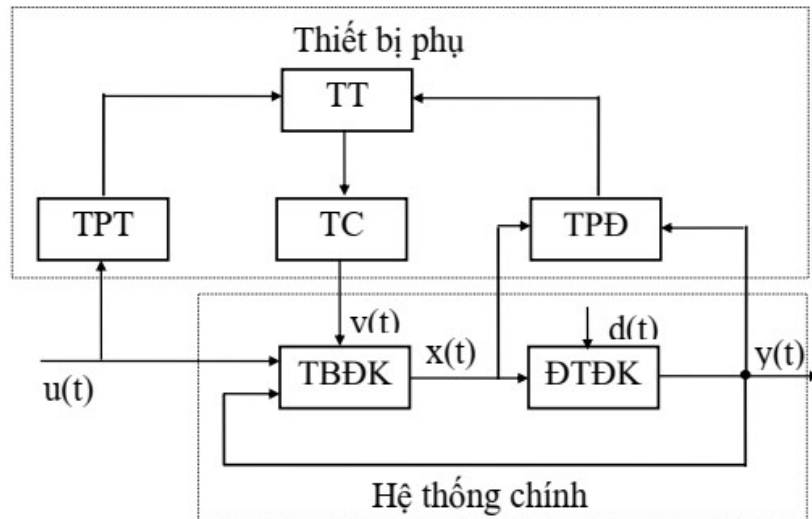 Thiết bị phụ
TT
TPT
TC
TPĐ
v(t)
d(t)
u(t)
TBĐK
x(t)
ĐTĐK
y(t)
Hệ thống chính